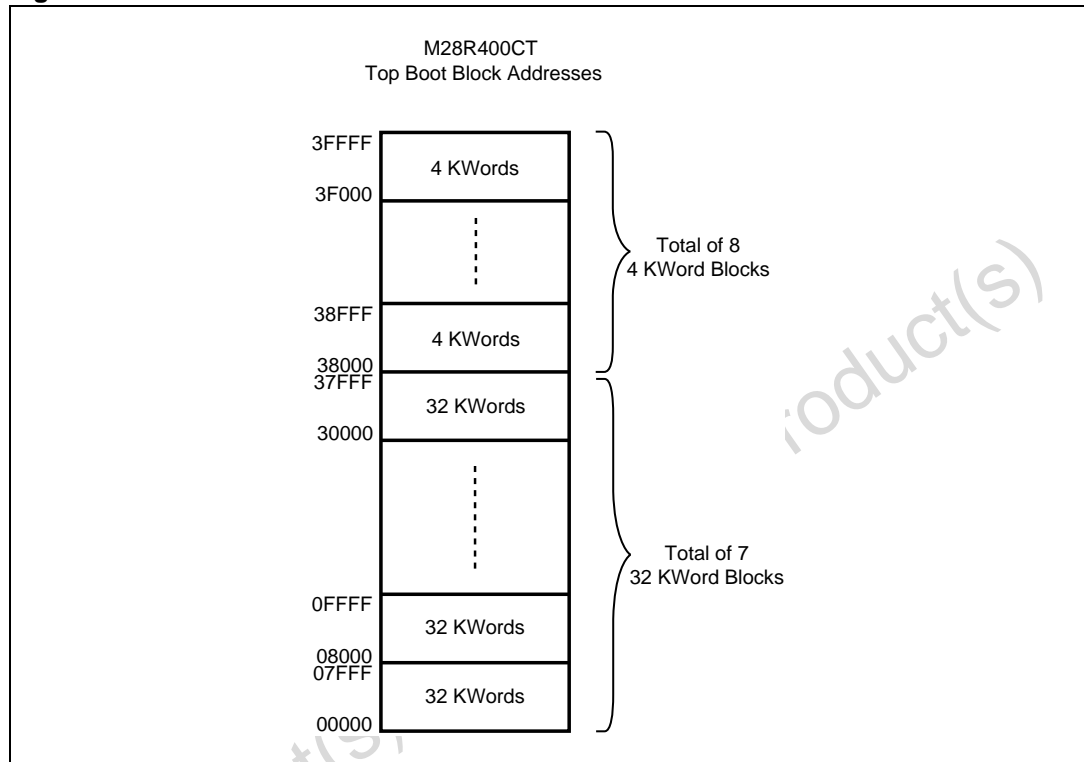 M28R400CT
Top Boot Block Addresses
3FFFF
4 KWords
3F000
Total of 8
4 KWord Blocks
38FFF
4 KWords
38000
37FFF
32 KWords
30000
Total of 7
32 KWord Blocks
0FFFF
32 KWords
08000
07FFF
32 KWords
00000